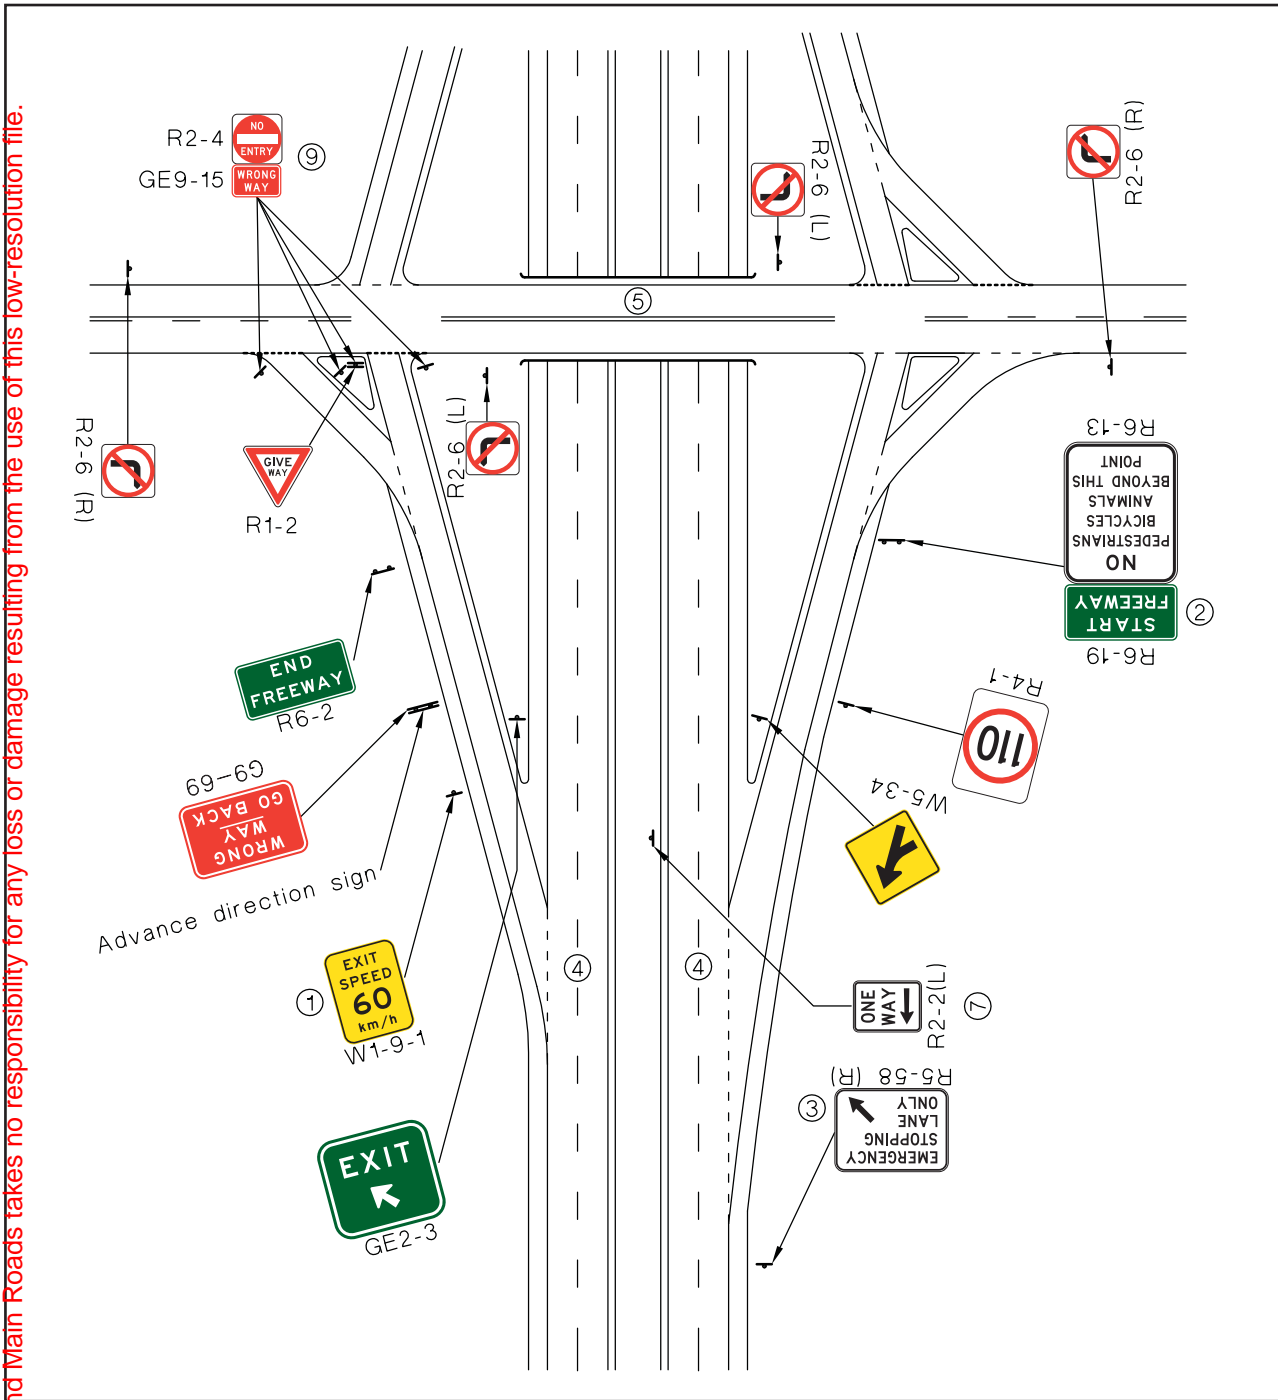 nd Main Roads takes no responsibility for any loss or damage resulting from the use of this low-resolution file.
R2-4
NO
ENTRY
9
GE9-15
WRONG
WAY
R2-6 (L)
R2-6 (R)
5
R2-6 (R)
GIVE
WAY
R1-2
R2-6 (L)
R6-13
NO
PEDESTRIANS
BICYCLES
ANIMALS
BEYOND THIS
POINT
START
FREEWAY
2
R6-19
END
FREEWAY
R6-2
R4-1
110
G9-69
WRONG
WAY
GO BACK
Advance direction sign
W5-34
1
EXIT
SPEED
60
km/h
W1-9-1
4
4
ONE
WAY
R2-2(L)
7
R5-58 (R)
3
EMERGENCY
STOPPING
LANE
ONLY
EXIT
GE2-3